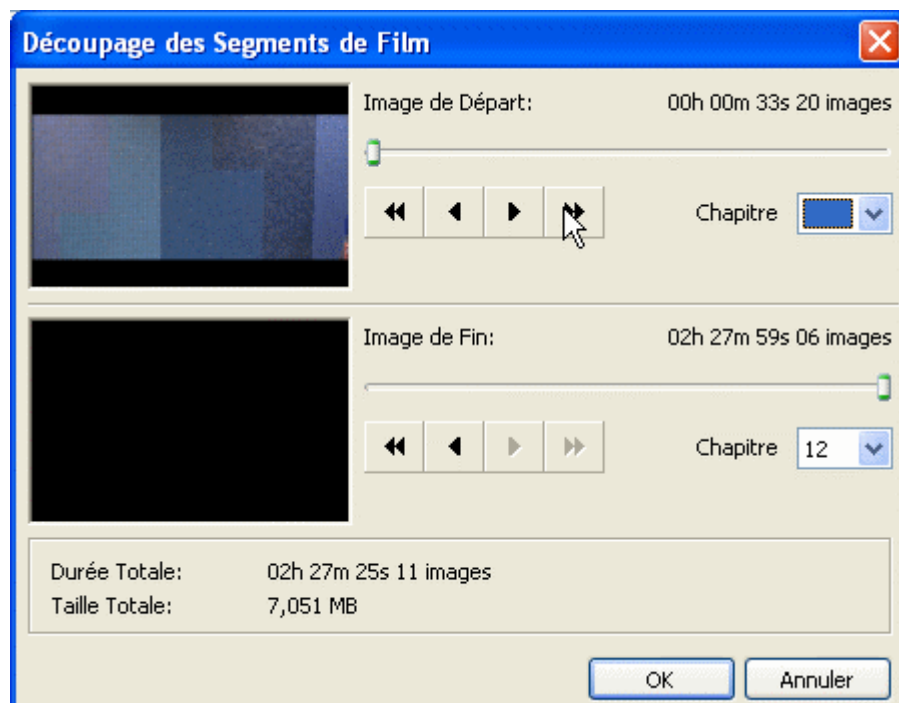 Découpage des Segments de Film
Image de Départ: 00h 00m 33s 20 images
Chapitre
Image de Fin: 02h 27m 59s 06 images
Chapitre 12
Durée Totale: 02h 27m 25s 11 images
Taille Totale: 7,051 MB
OK Annuler